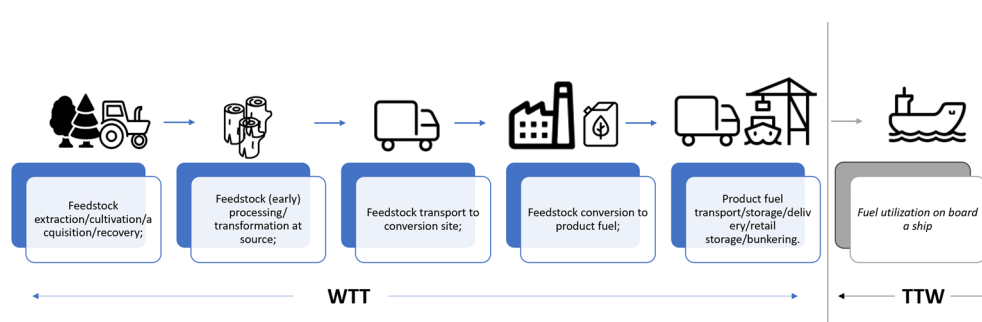 Feedstock
extraction/cultivation/a
cquisition/recovery;
Feedstock (early)
processing/
transformation at
source;
Feedstock transport to
conversion site;
Feedstock conversion to
product fuel;
Product fuel
transport/storage/deliv
ery/retail
storage/bunkering.
Fuel utilization on board
a ship
WTT
TTW